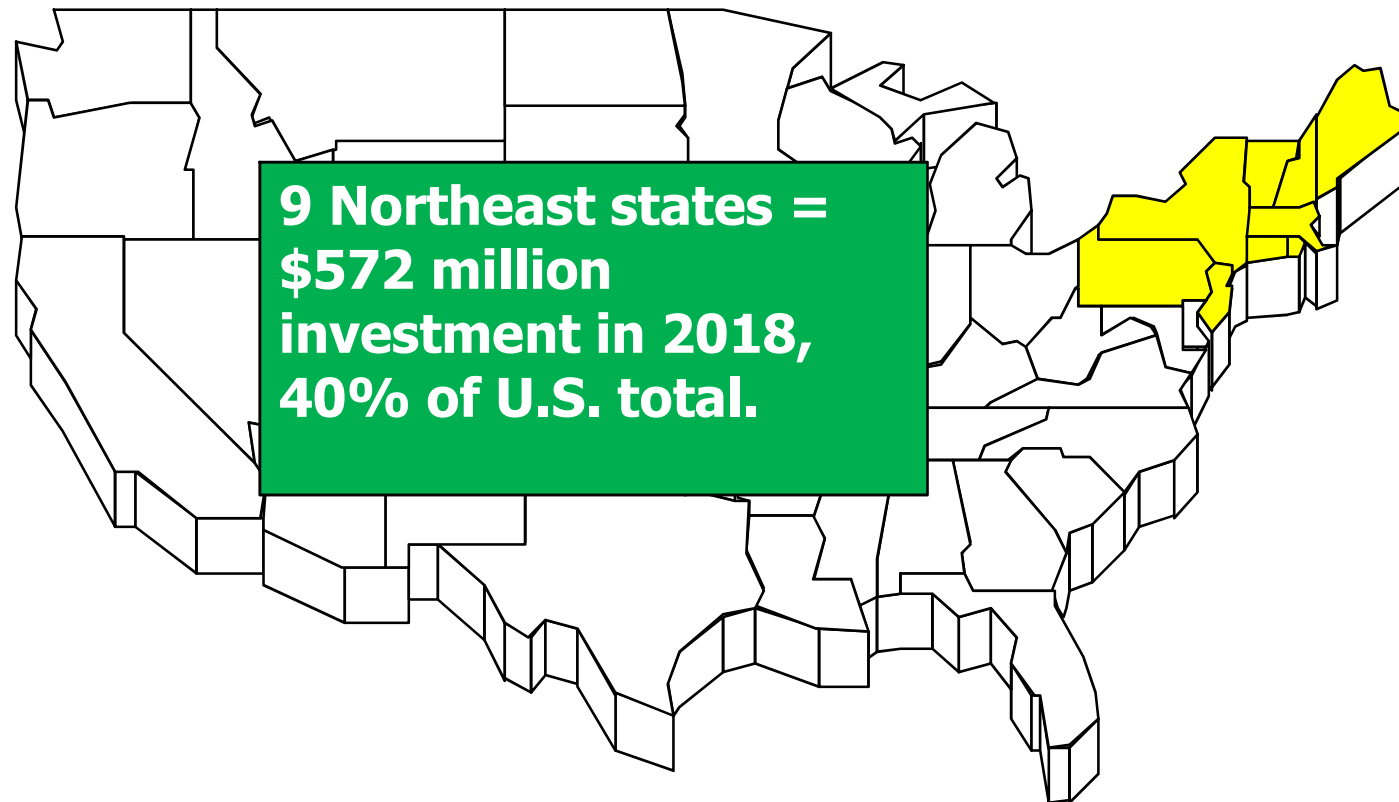 9 Northeast states =
$572 million
investment in 2018,
40% of U.S. total.